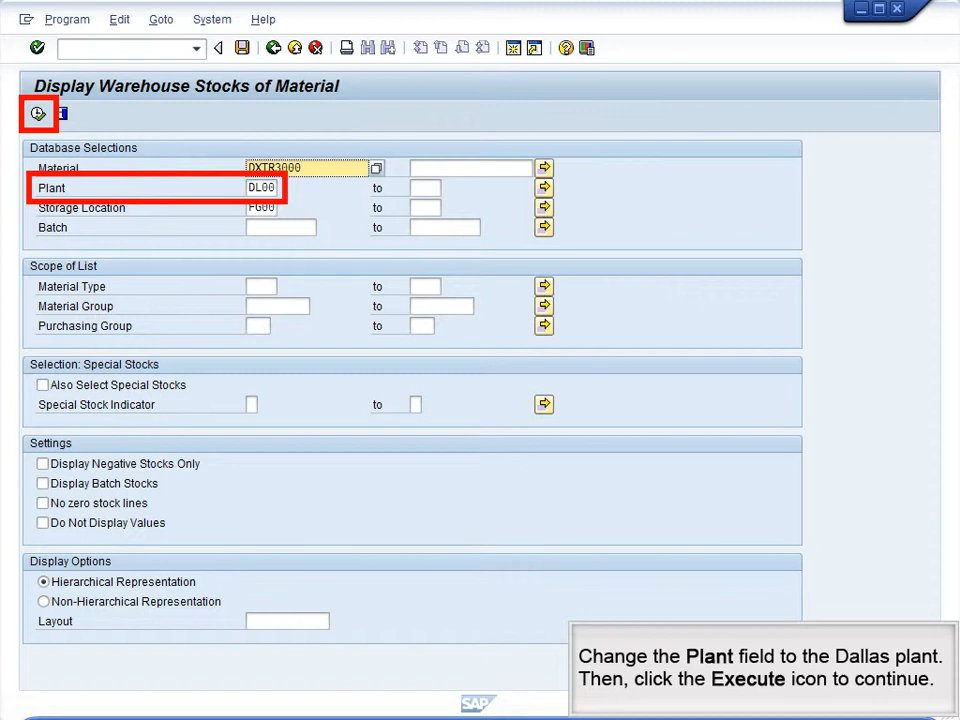 Program Edit Goto System Help
Display Warehouse Stocks of Material
Database Selections
Material DXTR3000
Plant DL00 to
Storage Location FG00 to
Batch to
Scope of List
Material Type to
Material Group to
Purchasing Group to
Selection: Special Stocks
Also Select Special Stocks
Special Stock Indicator to
Settings
Display Negative Stocks Only
Display Batch Stocks
No zero stock lines
Do Not Display Values
Display Options
Hierarchical Representation
Non-Hierarchical Representation
Layout
Change the Plant field to the Dallas plant.
Then, click the Execute icon to continue.
SAP